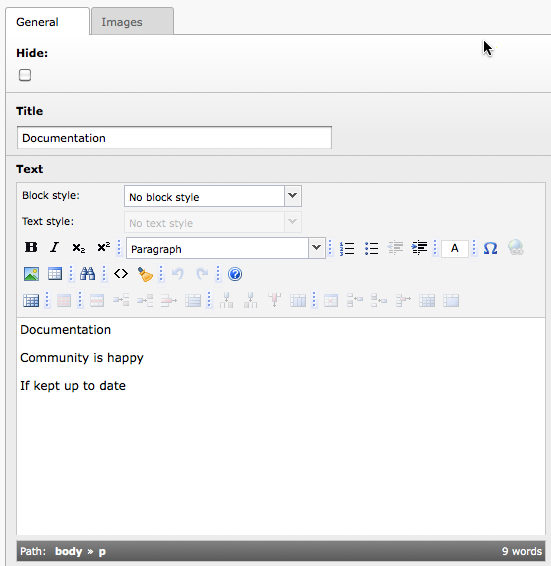 General Images
Hide:
Title
Documentation
Text
Block style: No block style
Text style: No text style
B I x₂ x² Paragraph A Ω
Documentation
Community is happy
If kept up to date
Path: body » p 9 words